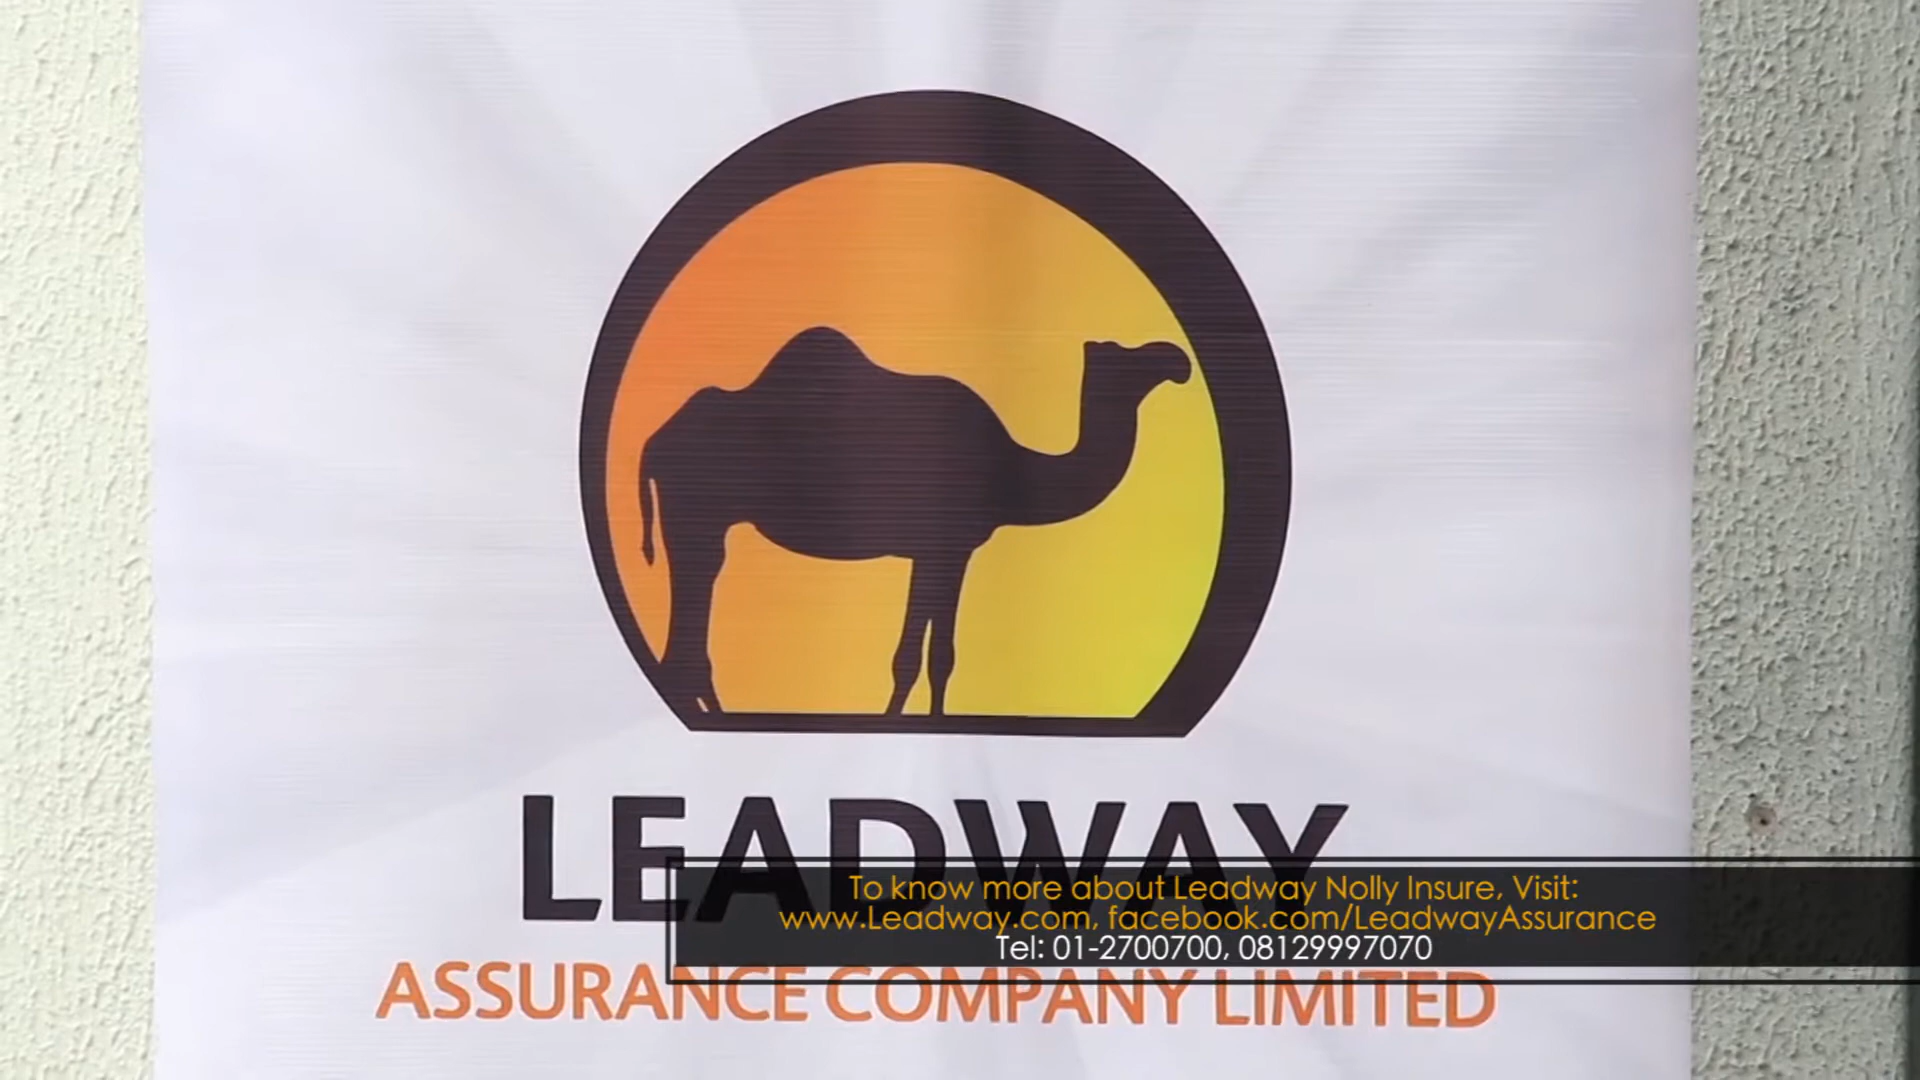 LEADWAY
ASSURANCE COMPANY LIMITED
To know more about Leadway Nolly Insure, Visit:
www.Leadway.com, facebook.com/LeadwayAssurance
Tel: 01-2700700, 08129997070